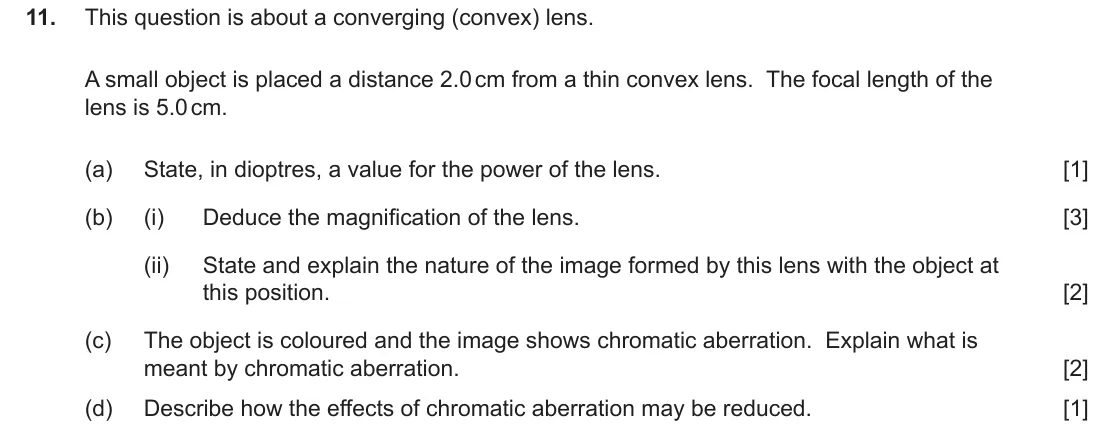 11. This question is about a converging (convex) lens.
A small object is placed a distance 2.0 cm from a thin convex lens. The focal length of the
lens is 5.0 cm.
(a) State, in dioptres, a value for the power of the lens. [1]
(b) (i) Deduce the magnification of the lens. [3]
(ii) State and explain the nature of the image formed by this lens with the object at
this position. [2]
(c) The object is coloured and the image shows chromatic aberration. Explain what is
meant by chromatic aberration. [2]
(d) Describe how the effects of chromatic aberration may be reduced. [1]